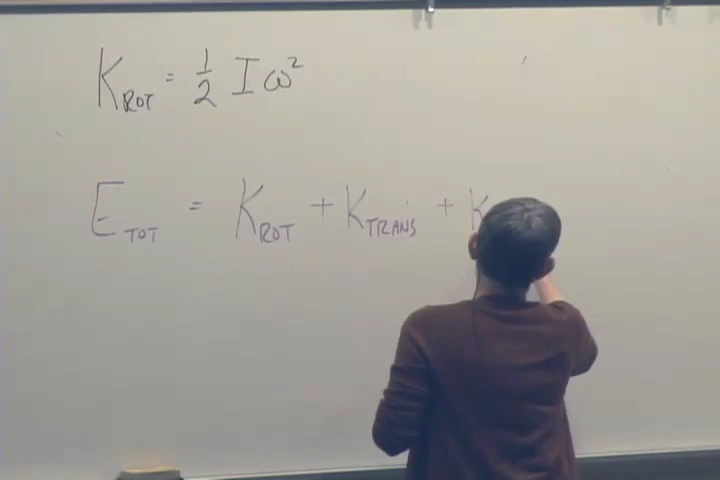 K_ROT = 1/2 I ω²
E_TOT = K_ROT + K_TRANS + K